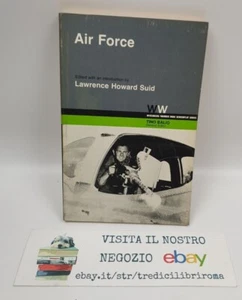 Air Force
Edited with an introduction by
Lawrence Howard Suid
W/W
VISITA IL NOSTRO
NEGOZIO ebay
ebay.it/str/tredicilibriroma